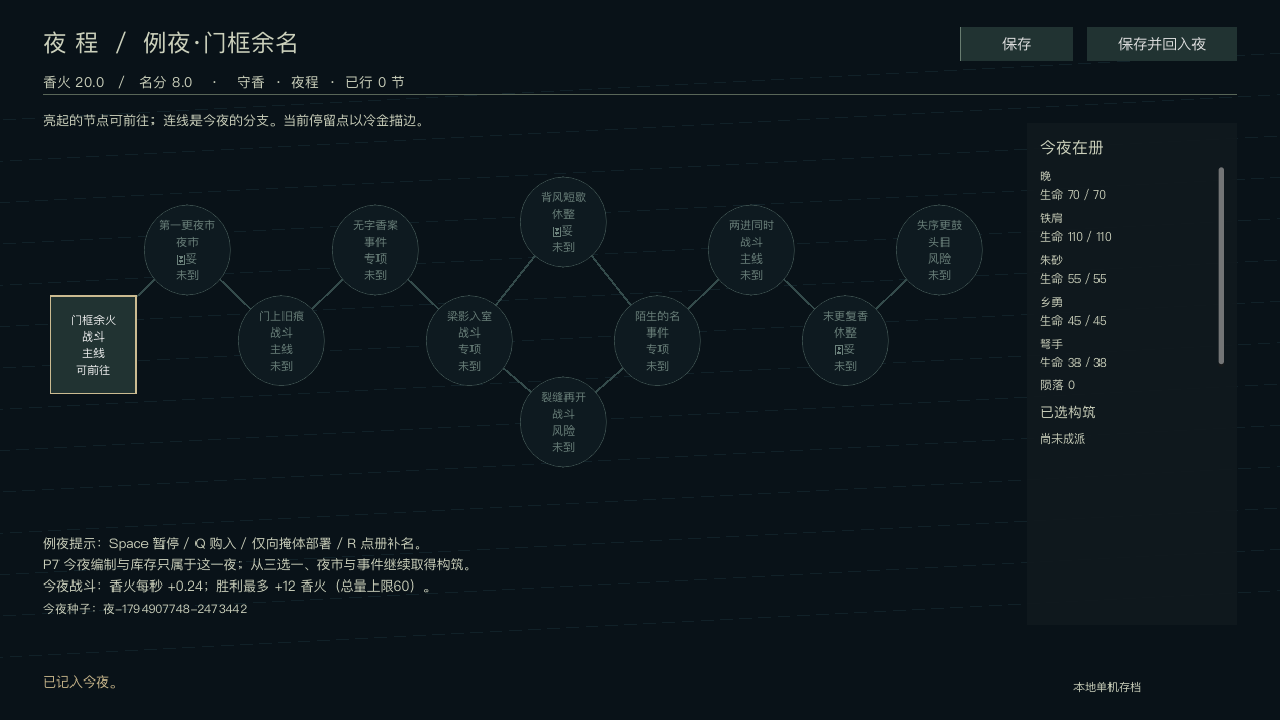 夜 程 / 例夜·门框余名
保存
保存并回入夜
香火 20.0 / 名分 8.0 · 守香 · 夜程 · 已行 0 节
亮起的节点可前往；连线是今夜的分支。当前停留点以冷金描边。
门框余火
战斗
主线
可前往
第一更夜市
夜市
妥
未到
门上旧痕
战斗
主线
未到
无字香案
事件
专项
未到
梁影入室
战斗
专项
未到
背风短歇
休整
妥
未到
裂缝再开
战斗
风险
未到
陌生的名
事件
专项
未到
两进同时
战斗
主线
未到
末更复香
休整
妥
未到
失序更鼓
头目
风险
未到
今夜在册
晚
生命 70 / 70
铁肩
生命 110 / 110
朱砂
生命 55 / 55
乡勇
生命 45 / 45
弩手
生命 38 / 38
陨落 0
已选构筑
尚未成派
例夜提示：Space 暂停 / Q 购入 / 仅向掩体部署 / R 点册补名。
P7 今夜编制与库存只属于这一夜；从三选一、夜市与事件继续取得构筑。
今夜战斗：香火每秒 +0.24；胜利最多 +12 香火（总量上限60）。
今夜种子：夜-1794907748-2473442
已记入今夜。
本地单机存档